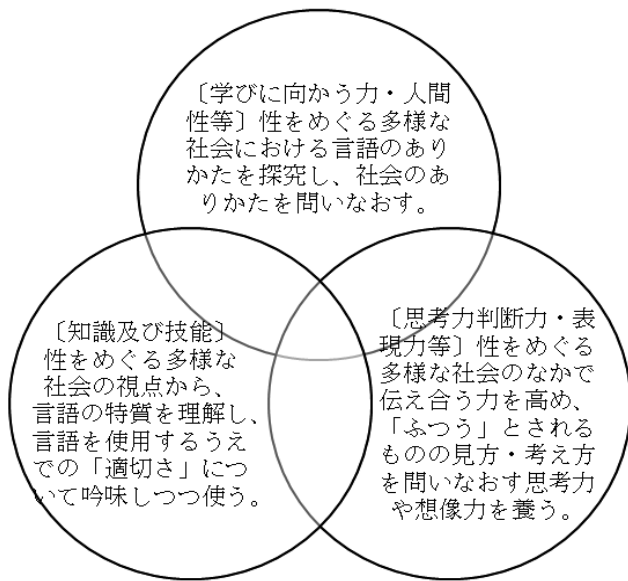 〔学びに向かう力・人間
性等〕性をめぐる多様な
社会における言語のあり
かたを探究し、社会のあ
りかたを問いなおす。
〔知識及び技能〕
性をめぐる多様な
社会の視点から、
言語の特質を理解し、
言語を使用するうえ
での「適切さ」につ
いて吟味しつつ使う。
〔思考力判断力・表
現力等〕性をめぐる
多様な社会のなかで
伝え合う力を高め、
「ふつう」とされる
ものの見方・考え方
を問いなおす思考力
や想像力を養う。